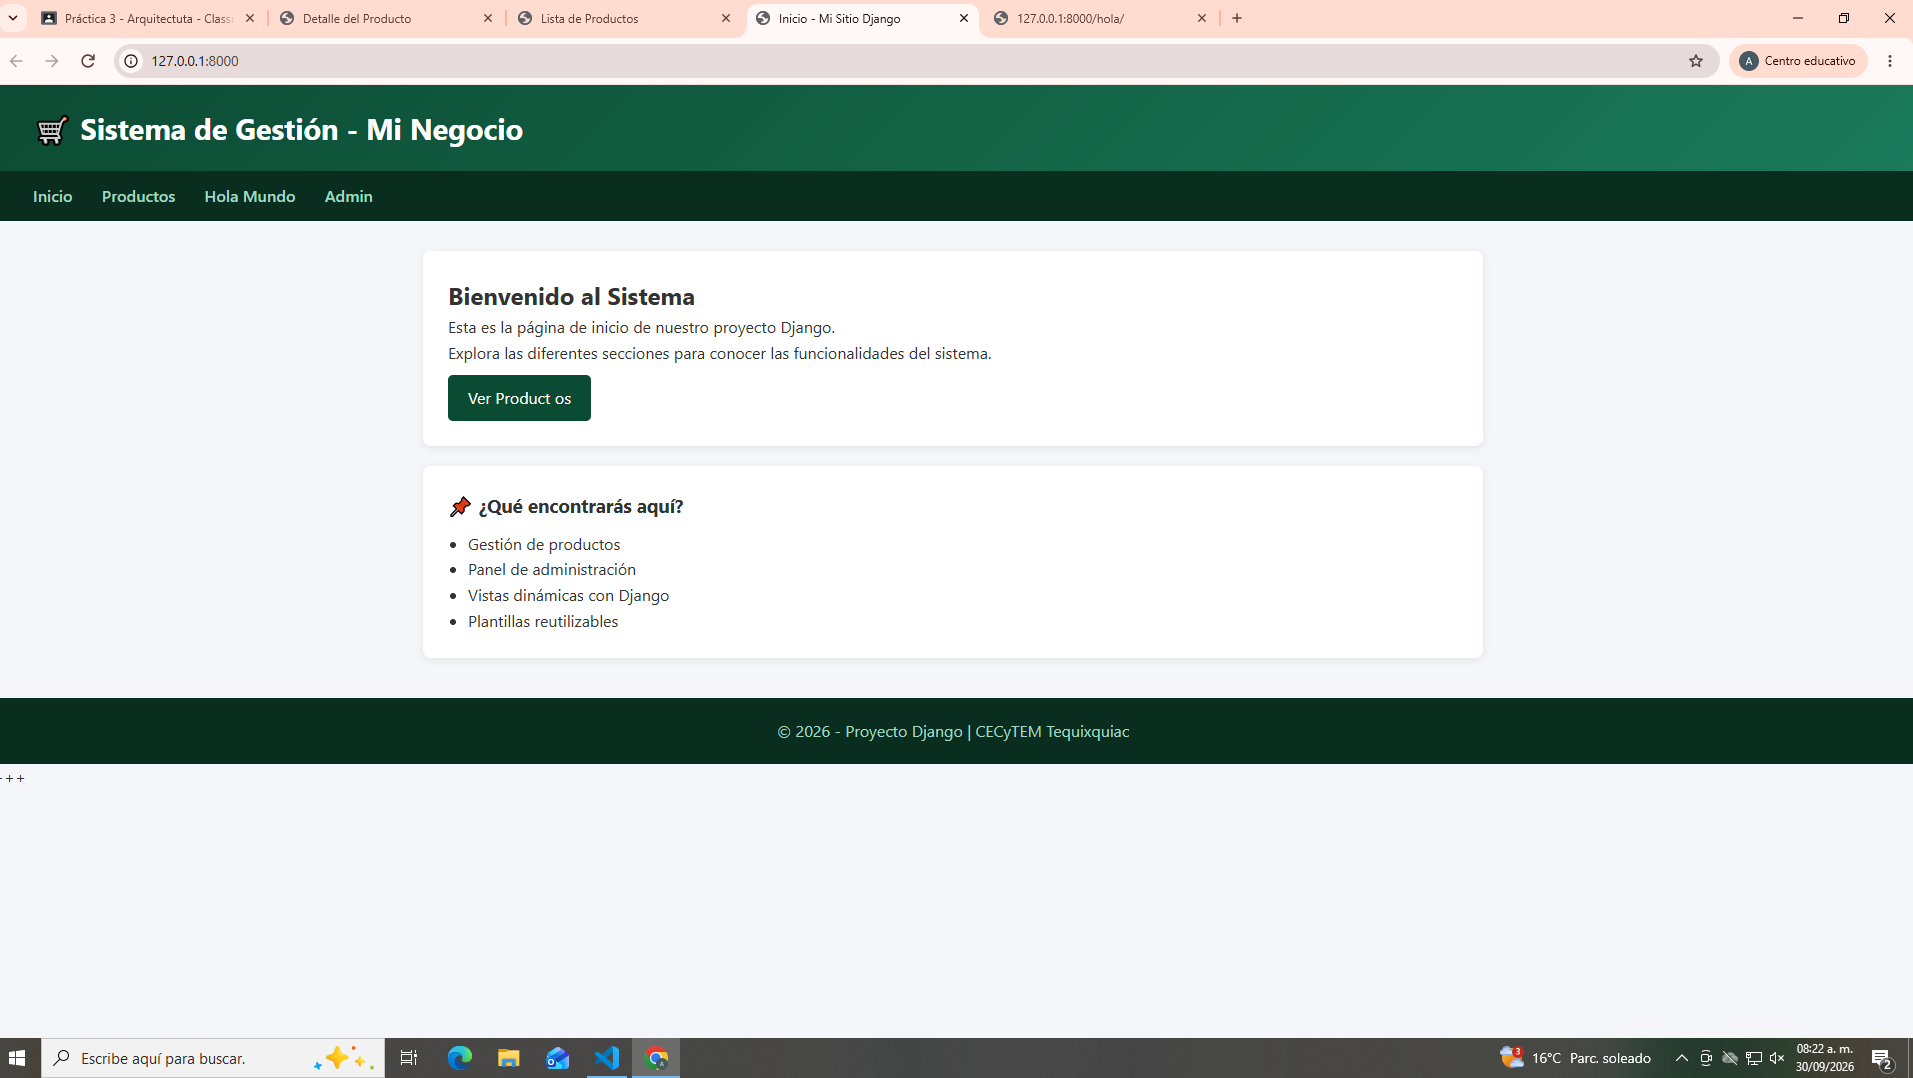 Práctica 3 - Arquitectuta - Class
Detalle del Producto
Lista de Productos
Inicio - Mi Sitio Django
127.0.0.1:8000/hola/
127.0.0.1:8000
A
Centro educativo
Sistema de Gestión - Mi Negocio
Inicio
Productos
Hola Mundo
Admin
Bienvenido al Sistema
Esta es la página de inicio de nuestro proyecto Django.
Explora las diferentes secciones para conocer las funcionalidades del sistema.
Ver Product os
¿Qué encontrarás aquí?
Gestión de productos
Panel de administración
Vistas dinámicas con Django
Plantillas reutilizables
© 2026 - Proyecto Django | CECyTEM Tequixquiac
-++
Escribe aquí para buscar.
3
16°C Parc. soleado
08:22 a. m.
30/09/2026
2